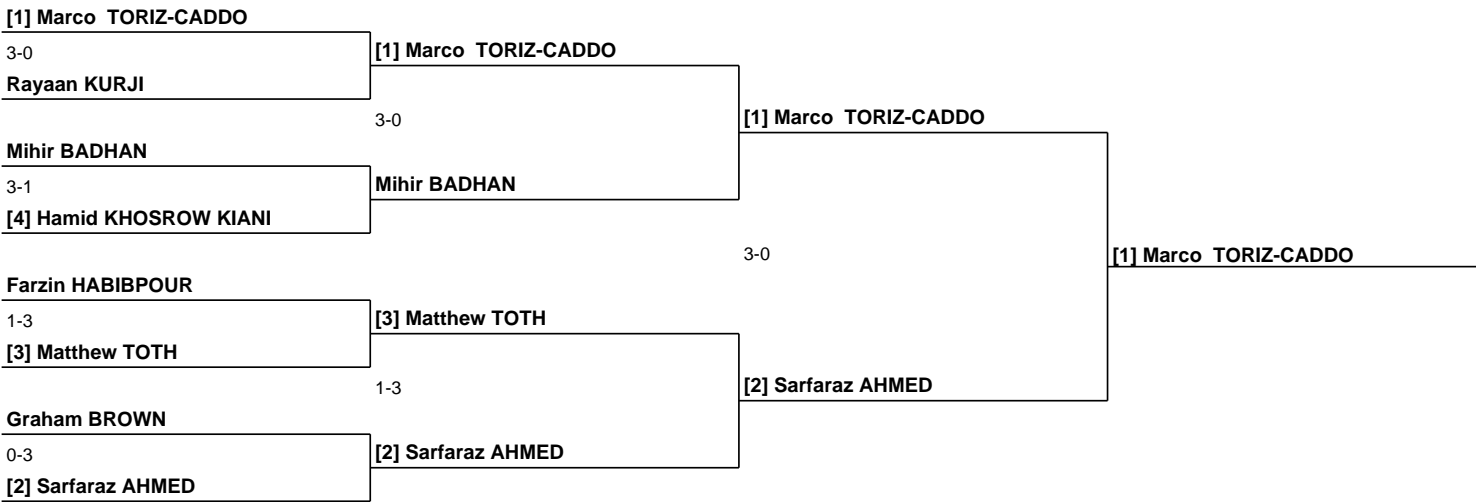 [1] Marco  TORIZ-CADDO
3-0
Rayaan KURJI
Mihir BADHAN
3-1
[4] Hamid KHOSROW KIANI
Farzin HABIBPOUR
1-3
[3] Matthew TOTH
Graham BROWN
0-3
[2] Sarfaraz AHMED
[1] Marco  TORIZ-CADDO
3-0
Mihir BADHAN
[3] Matthew TOTH
1-3
[2] Sarfaraz AHMED
[1] Marco  TORIZ-CADDO
3-0
[2] Sarfaraz AHMED
[1] Marco  TORIZ-CADDO